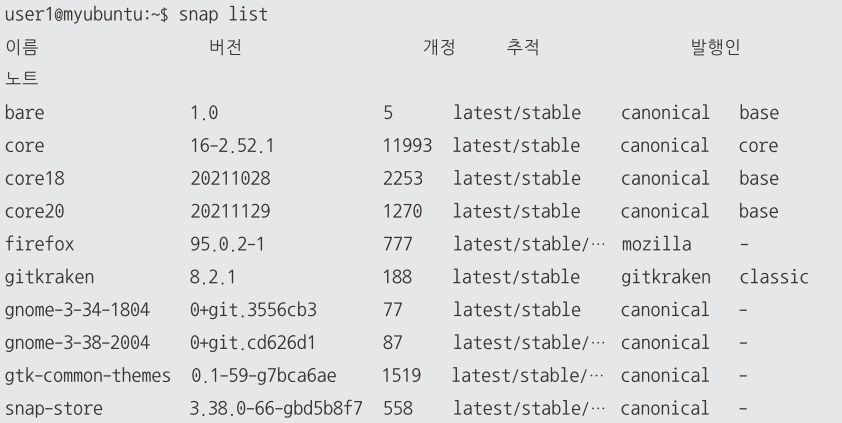 user1@myubuntu:~$ snap list
이름 버전 개정 추적 발행인
노트
bare 1.0 5 latest/stable canonical base
core 16-2.52.1 11993 latest/stable canonical core
core18 20211028 2253 latest/stable canonical base
core20 20211129 1270 latest/stable canonical base
firefox 95.0.2-1 777 latest/stable/… mozilla -
gitkraken 8.2.1 188 latest/stable gitkraken classic
gnome-3-34-1804 0+git.3556cb3 77 latest/stable canonical -
gnome-3-38-2004 0+git.cd626d1 87 latest/stable/… canonical -
gtk-common-themes 0.1-59-g7bca6ae 1519 latest/stable/… canonical -
snap-store 3.38.0-66-gbd5b8f7 558 latest/stable/… canonical -